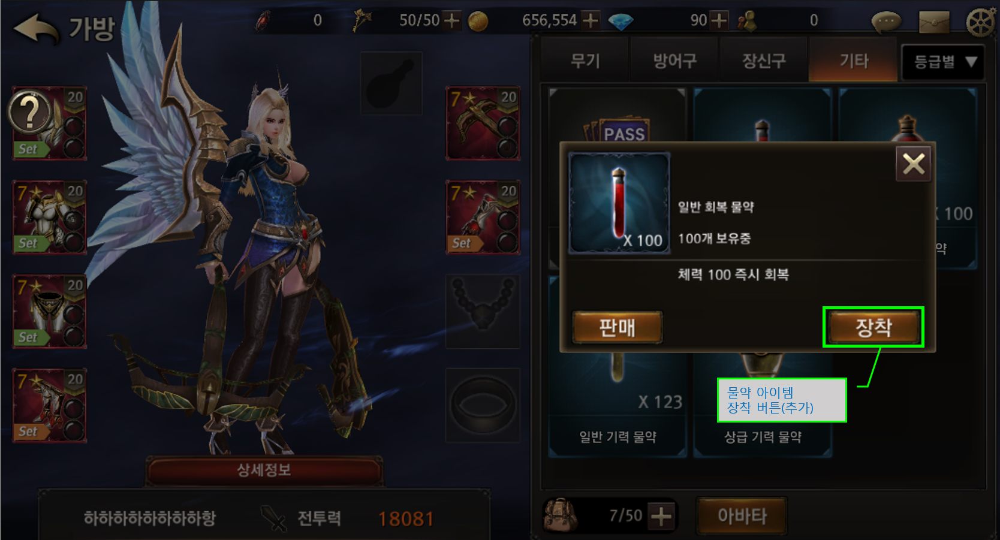 가방
0
50/50
656,554
90
0
무기
방어구
장신구
기타
등급별
20
Set
7
20
7
20
Set
7
20
Set
7
20
Set
7
20
Set
PASS
X 100
일반 회복 물약
100개 보유중
체력 100 즉시 회복
판매
장착
X 100
약
물약 아이템
장착 버튼(추가)
X 123
일반 기력 물약
상급 기력 물약
상세정보
하하하하하하하하항
전투력
18081
7/50
아바타